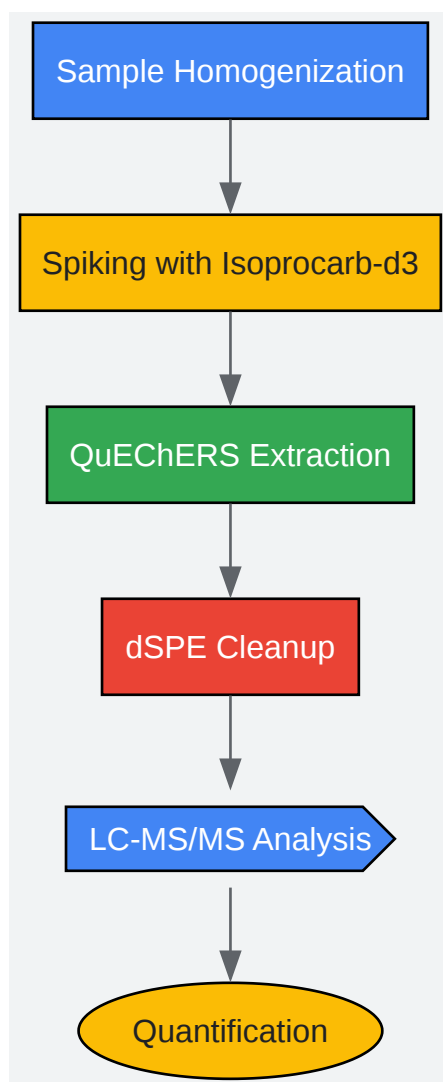 Sample Homogenization
Spiking with Isoprocarb-d3
QuEChERS Extraction
dSPE Cleanup
LC-MS/MS Analysis
Quantification